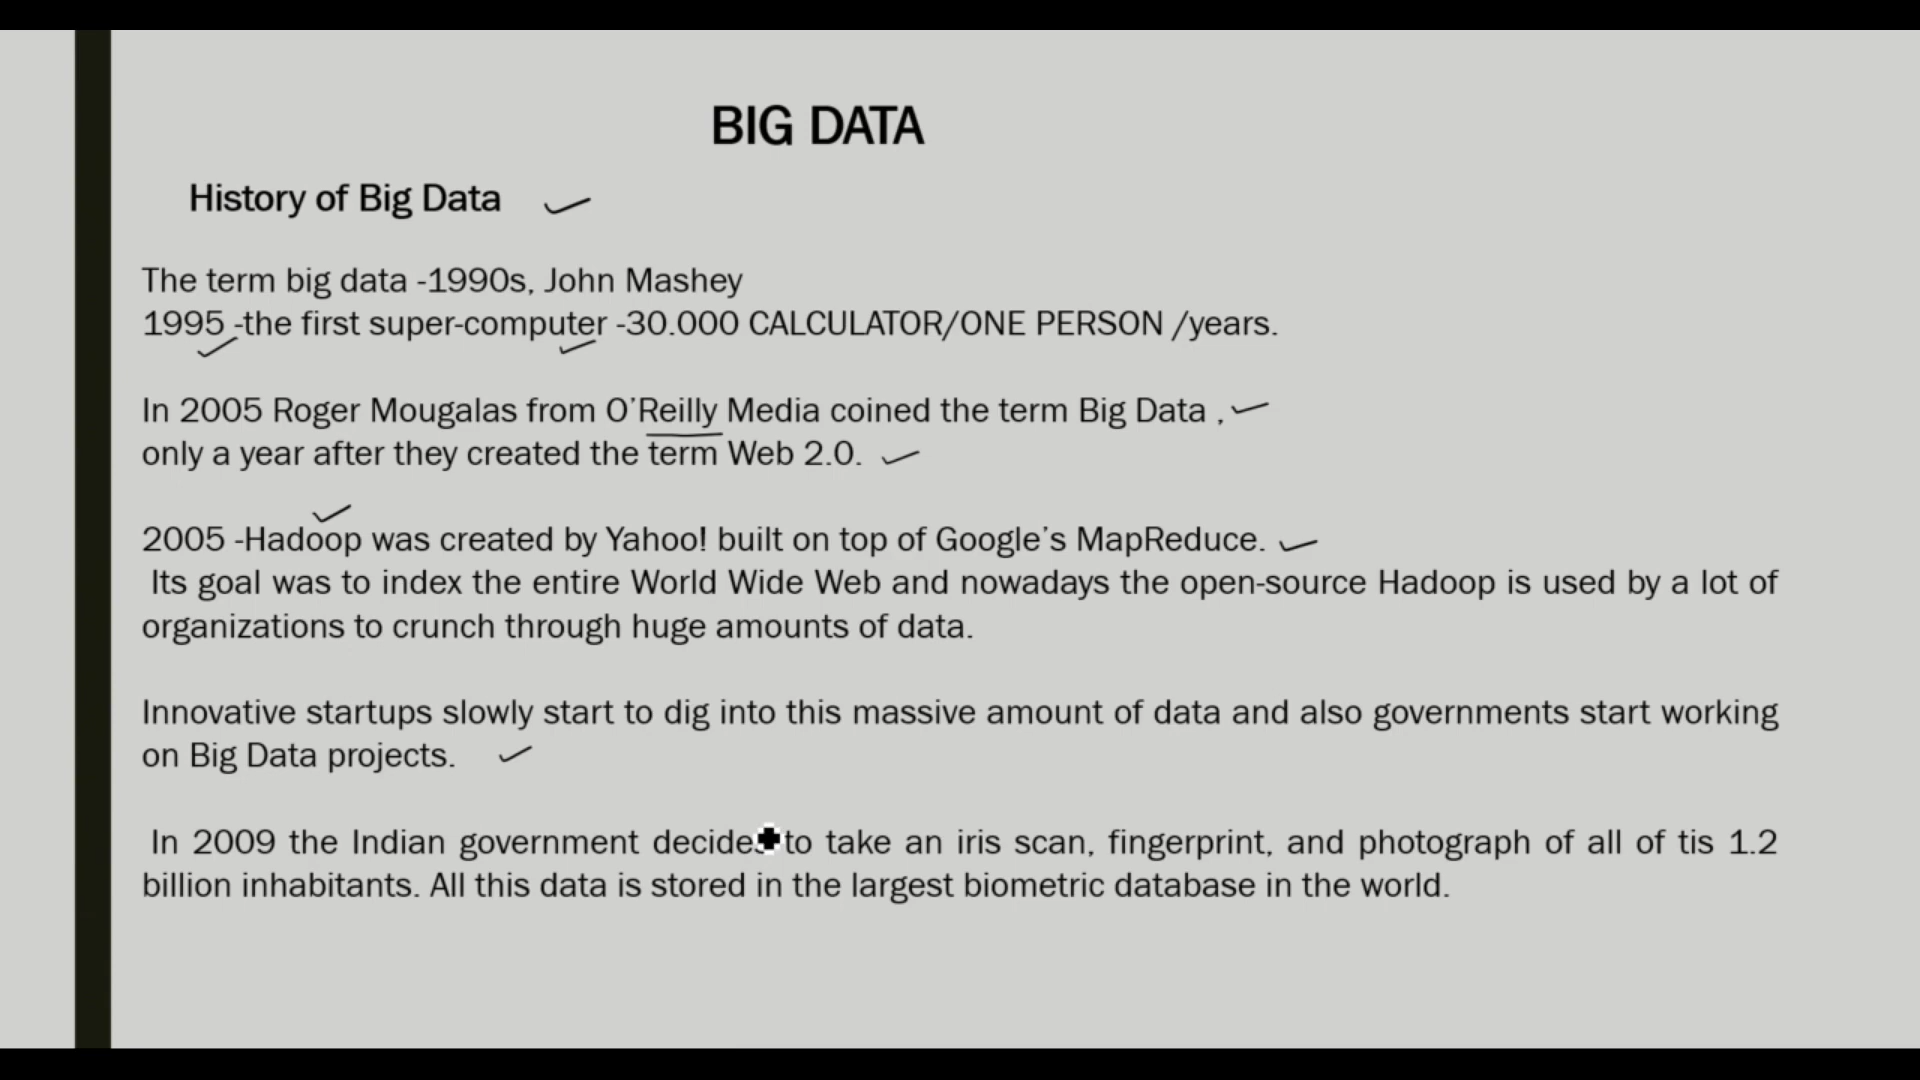 BIG DATA
History of Big Data
The term big data -1990s, John Mashey
1995 -the first super-computer -30.000 CALCULATOR/ONE PERSON /years.
In 2005 Roger Mougalas from O'Reilly Media coined the term Big Data ,
only a year after they created the term Web 2.0.
2005 -Hadoop was created by Yahoo! built on top of Google's MapReduce.
Its goal was to index the entire World Wide Web and nowadays the open-source Hadoop is used by a lot of
organizations to crunch through huge amounts of data.
Innovative startups slowly start to dig into this massive amount of data and also governments start working
on Big Data projects.
In 2009 the Indian government decides to take an iris scan, fingerprint, and photograph of all of tis 1.2
billion inhabitants. All this data is stored in the largest biometric database in the world.